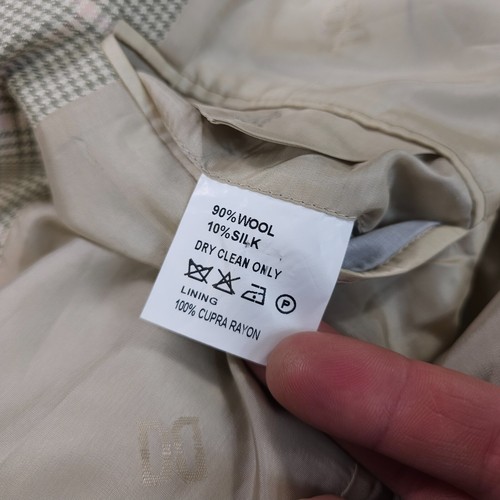 90%WOOL
10%SILK
DRY CLEAN ONLY
P
LINING
100% CUPRA RAYON